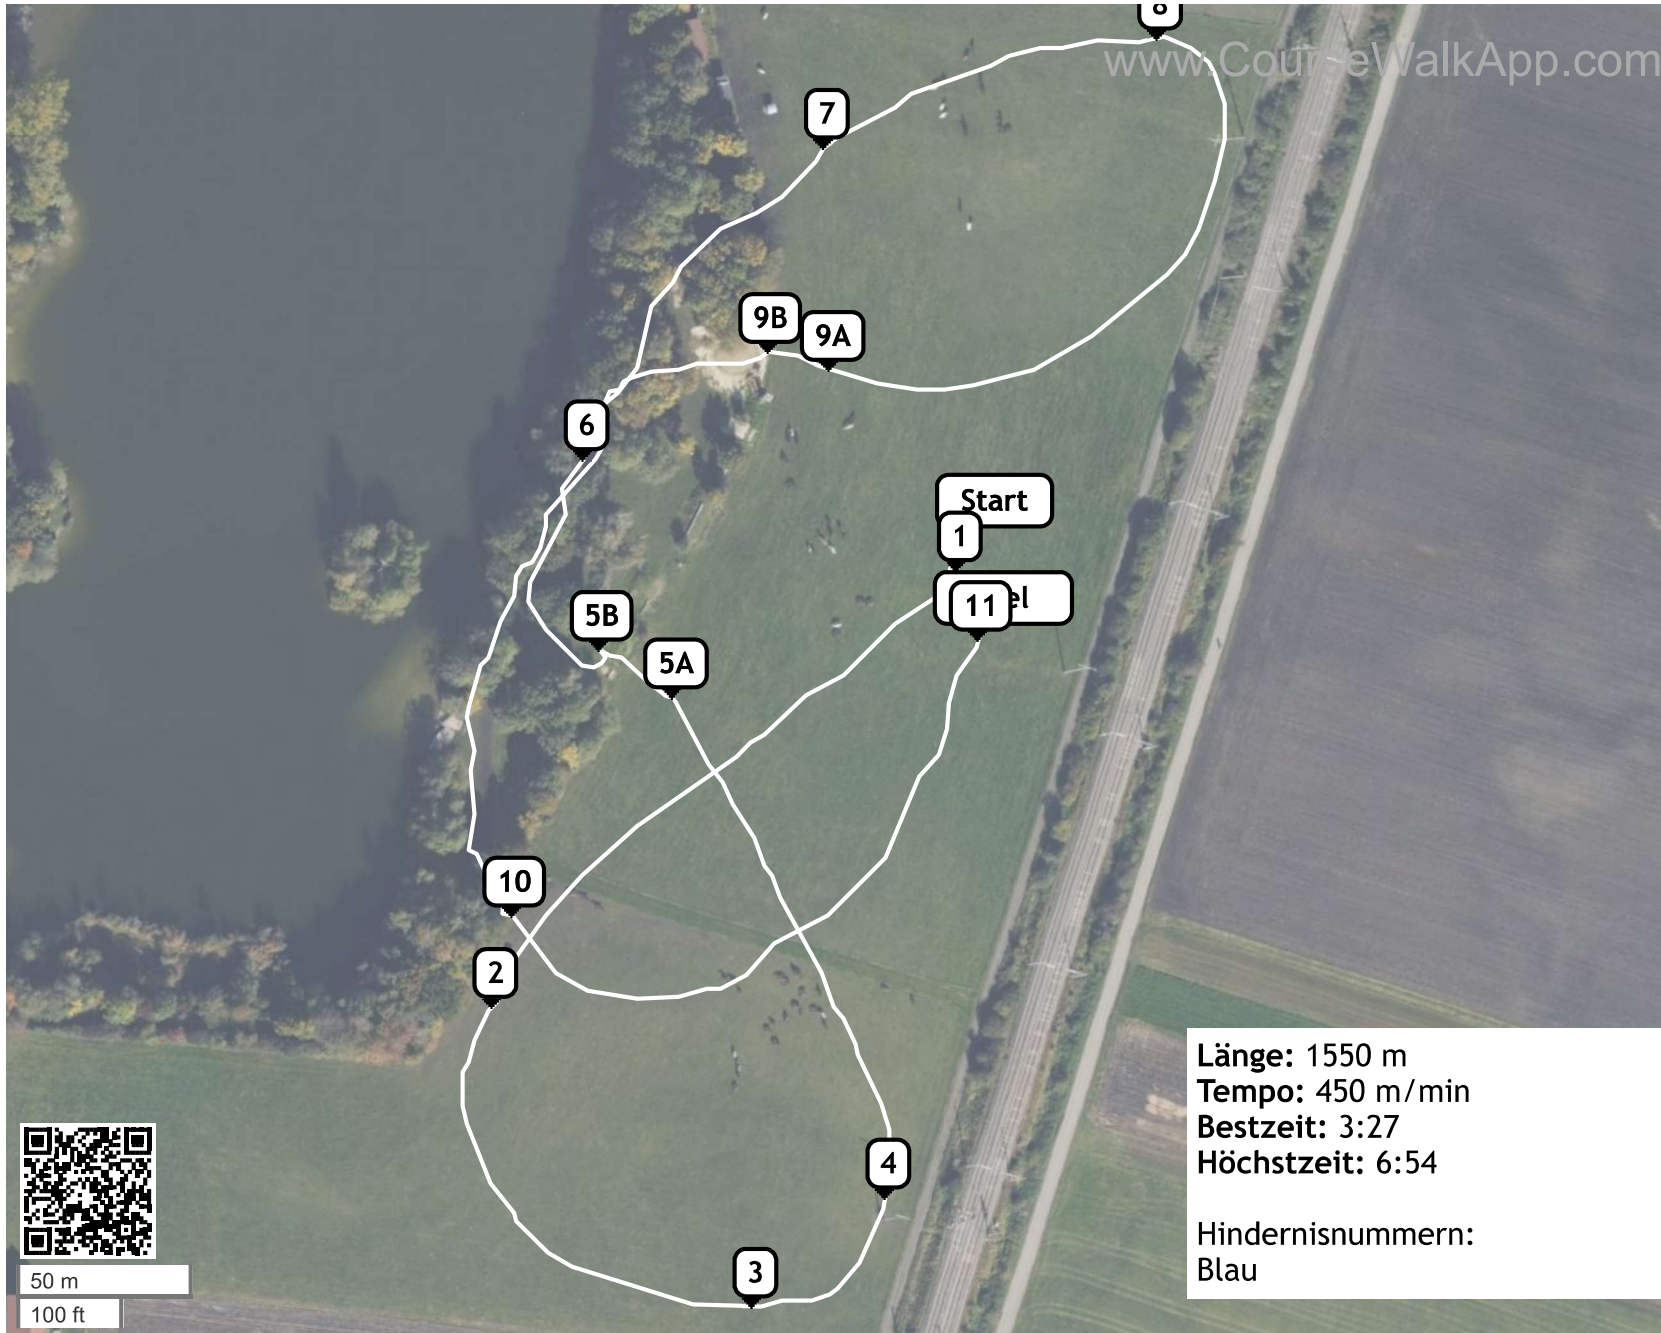 8
www.CourseWalkApp.com
7
9B
9A
6
Start
1
11
5B
5A
10
2
4
3
Länge: 1550 m
Tempo: 450 m/min
Bestzeit: 3:27
Höchstzeit: 6:54
Hindernisnummern:
Blau
50 m
100 ft